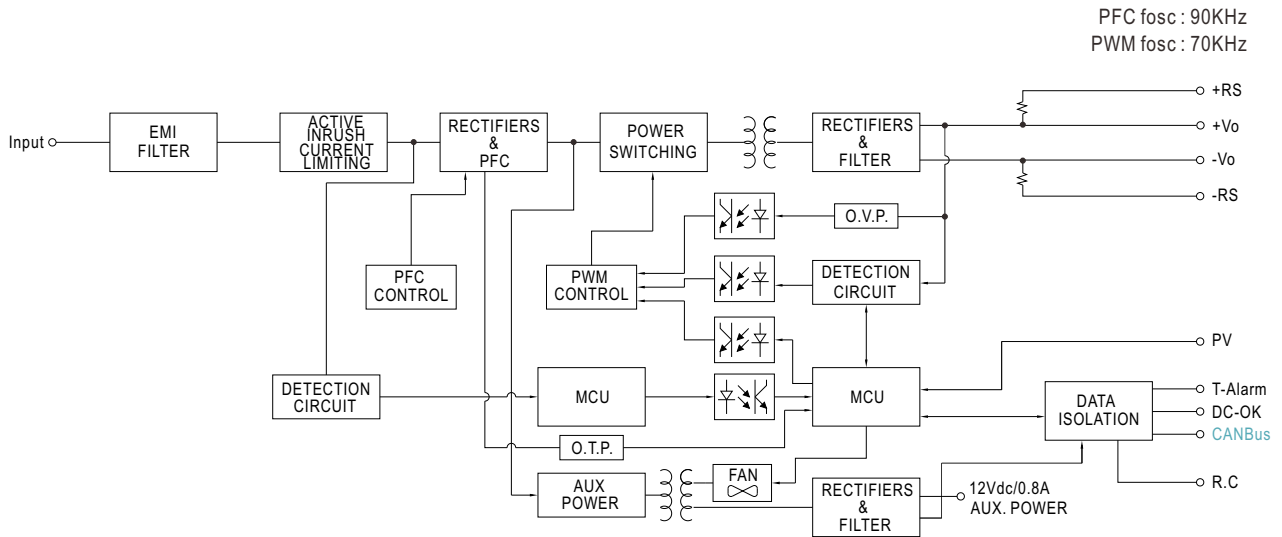 PFC fosc : 90KHz
PWM fosc : 70KHz
Input
EMI
FILTER
ACTIVE
INRUSH
CURRENT
LIMITING
RECTIFIERS
&
PFC
POWER
SWITCHING
RECTIFIERS
&
FILTER
+RS
+Vo
-Vo
-RS
O.V.P.
PFC
CONTROL
PWM
CONTROL
DETECTION
CIRCUIT
DETECTION
CIRCUIT
MCU
MCU
PV
DATA
ISOLATION
T-Alarm
DC-OK
CANBus
R.C
O.T.P.
AUX
POWER
FAN
RECTIFIERS
&
FILTER
12Vdc/0.8A
AUX. POWER